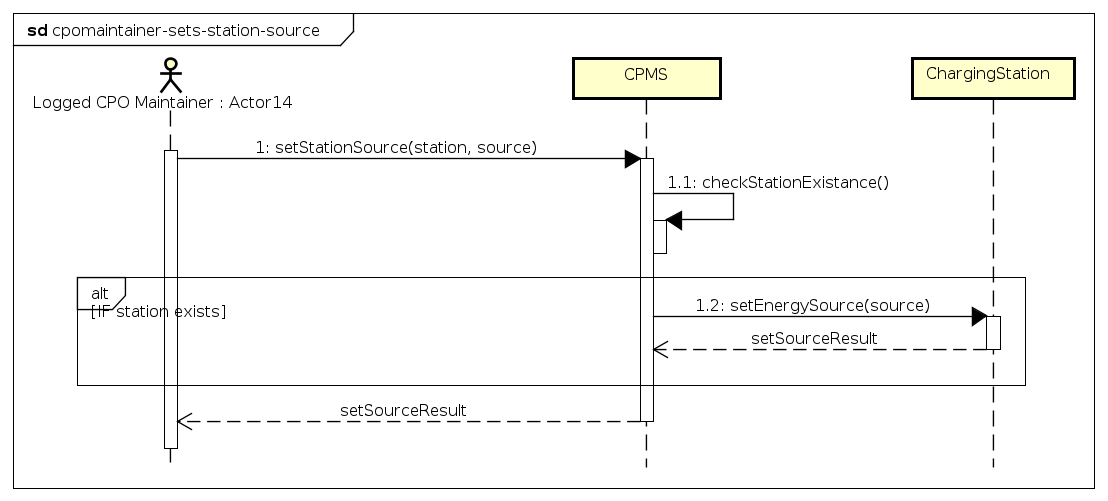 sd cpomaintainer-sets-station-source
Logged CPO Maintainer : Actor14
CPMS
ChargingStation
1: setStationSource(station, source)
1.1: checkStationExistance()
alt
[IF station exists]
1.2: setEnergySource(source)
setSourceResult
setSourceResult